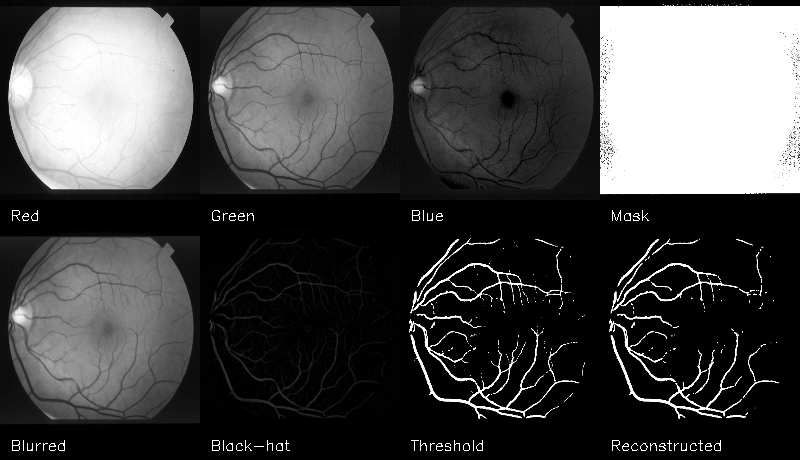 Red
Green
Blue
Mask
Blurred
Black-hat
Threshold
Reconstructed